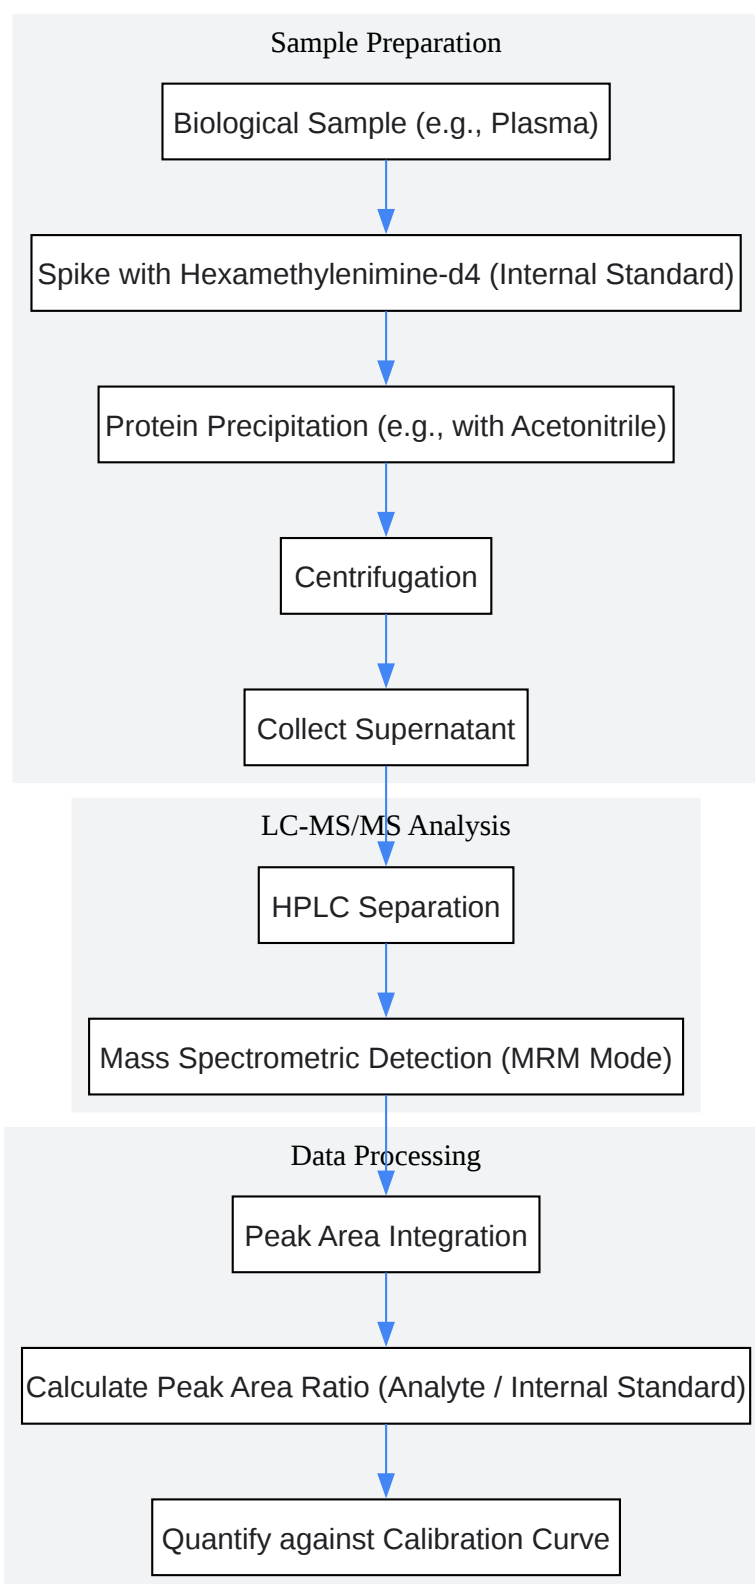 Sample Preparation
Biological Sample (e.g., Plasma)
Spike with Hexamethylenimine-d4 (Internal Standard)
Protein Precipitation (e.g., with Acetonitrile)
Centrifugation
Collect Supernatant
LC-MS/MS Analysis
HPLC Separation
Mass Spectrometric Detection (MRM Mode)
Data Processing
Peak Area Integration
Calculate Peak Area Ratio (Analyte / Internal Standard)
Quantify against Calibration Curve